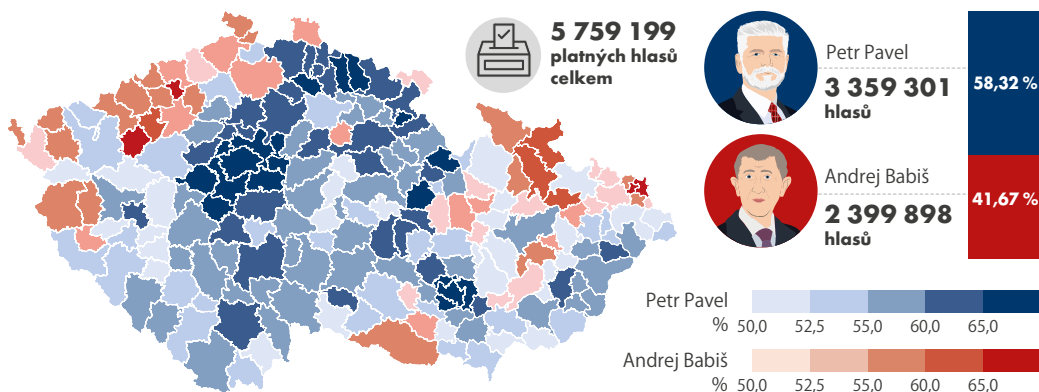 5 759 199
platných hlasů
celkem
Petr Pavel
3 359 301
hlasů
58,32 %
Andrej Babiš
2 399 898
hlasů
41,67 %
Petr Pavel
% 50,0 52,5 55,0 60,0 65,0
Andrej Babiš
% 50,0 52,5 55,0 60,0 65,0